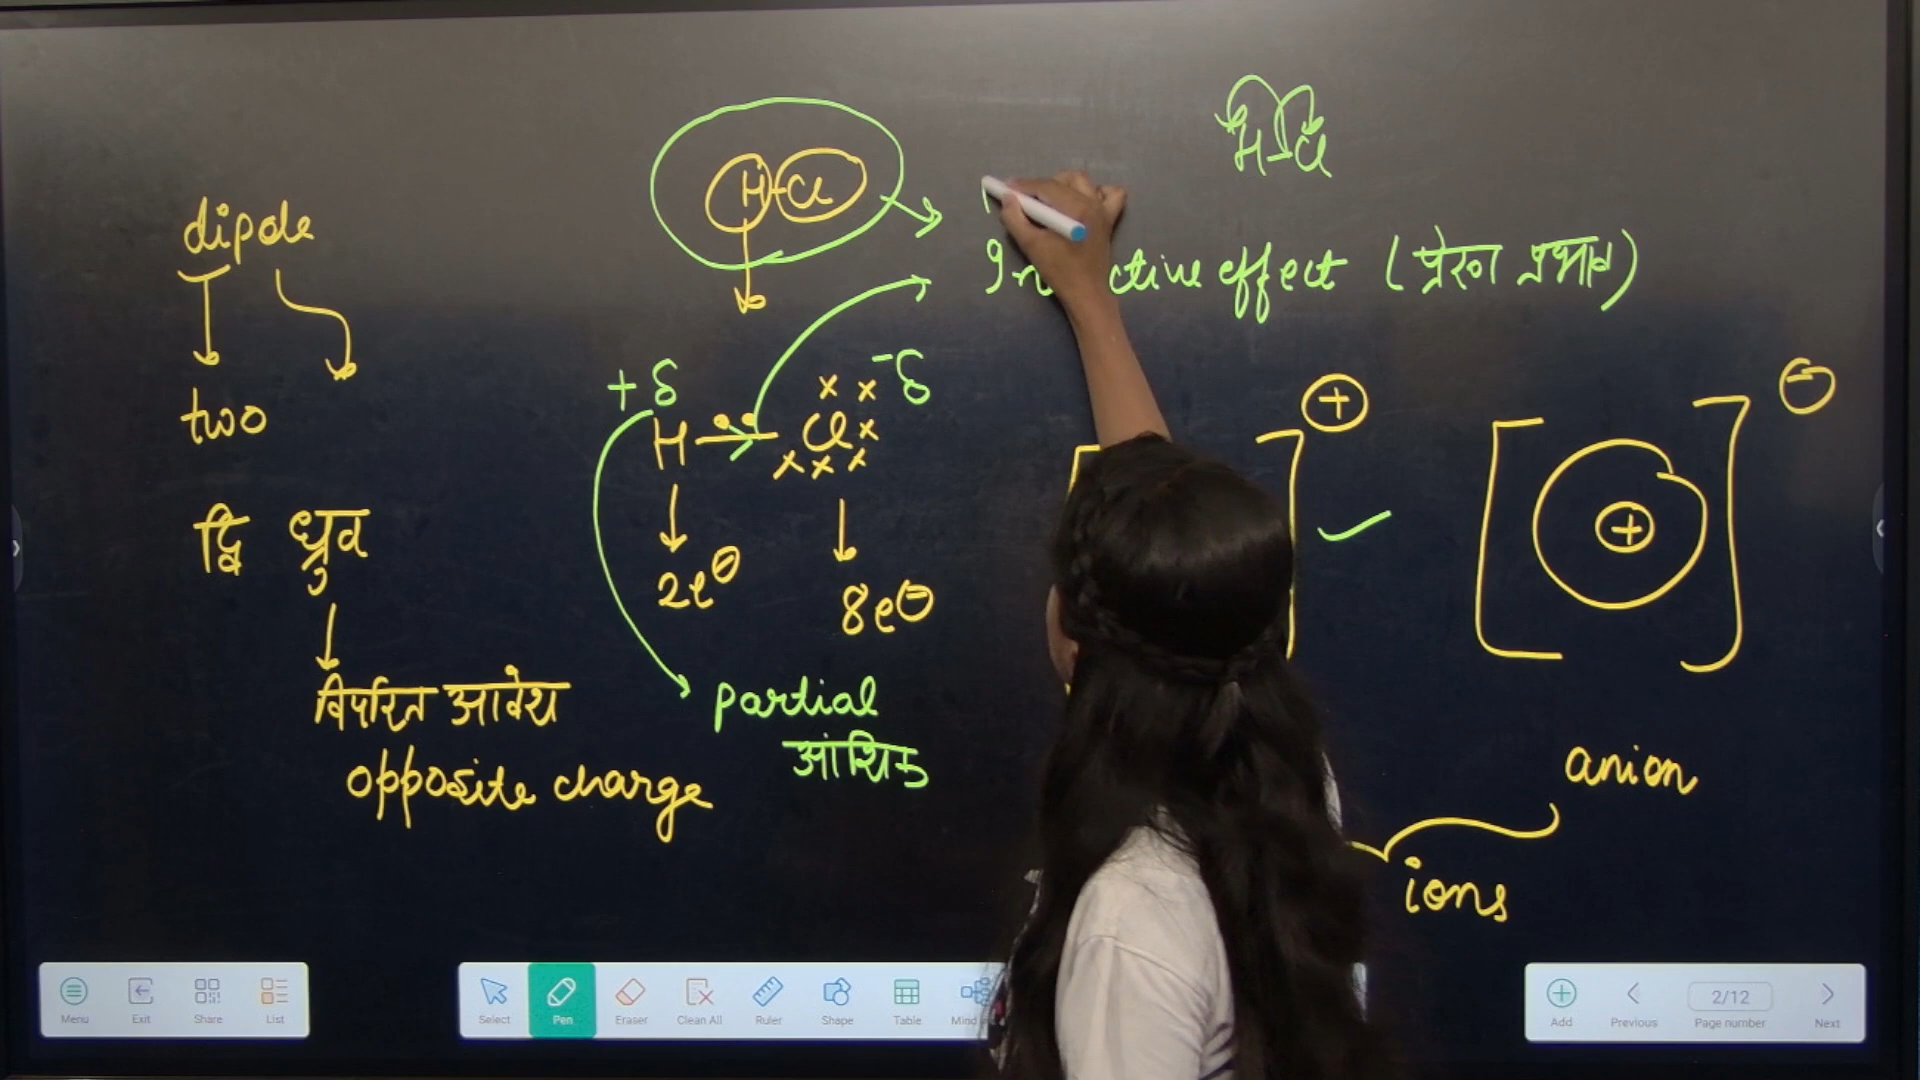 H-Cl
H-Cl
dipole
Inductive effect (प्रेरण प्रभाव)
+δ
-δ
H Cl
two
+
-
+
द्वि ध्रुव
2e⊖
8e⊖
विपरित आवेश
partial
आंशिक
opposite charge
anion
ions
Menu Exit Share List
Select Pen Eraser Clean All Ruler Shape Table Mind
Add Previous 2/12 Page number Next